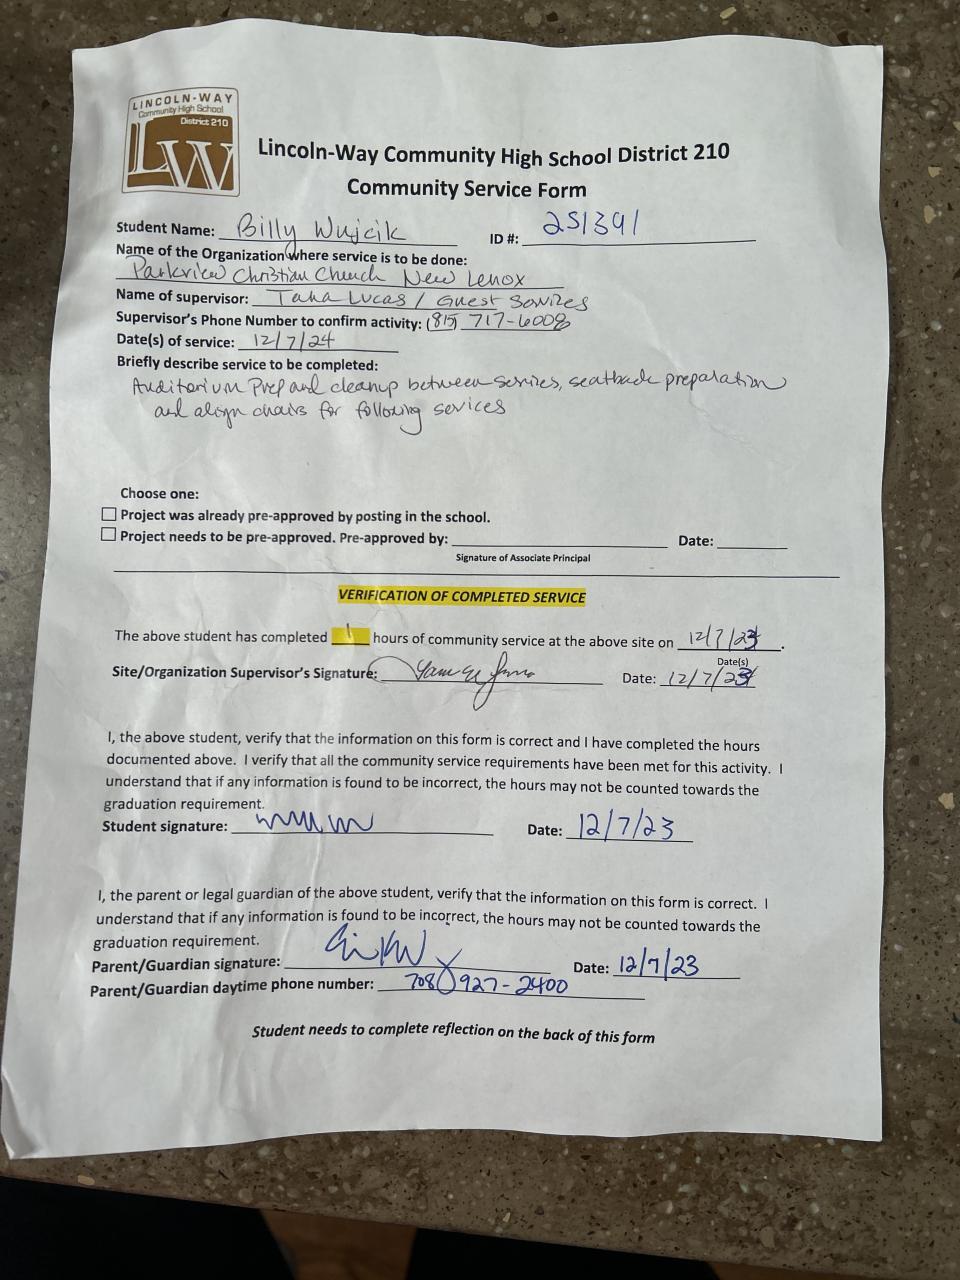 LINCOLN-WAY
Community High School
District 210
LW
Lincoln-Way Community High School District 210
Community Service Form
Student Name: Billy Wujcik ID #: 251391
Name of the Organization where service is to be done:
Parkview Christian Church New Lenox
Name of supervisor: Taha Lucas / Guest Services
Supervisor's Phone Number to confirm activity: (815) 717-6008
Date(s) of service: 12/7/24
Briefly describe service to be completed:
Auditorium Prep and cleanup between services, seatback preparation
and align chairs for following sevices
Choose one:
☐ Project was already pre-approved by posting in the school.
☐ Project needs to be pre-approved. Pre-approved by: Date:
Signature of Associate Principal
VERIFICATION OF COMPLETED SERVICE
The above student has completed 1 hours of community service at the above site on 12/7/23.
Date(s)
Site/Organization Supervisor's Signature: Date: 12/7/23
I, the above student, verify that the information on this form is correct and I have completed the hours
documented above. I verify that all the community service requirements have been met for this activity. I
understand that if any information is found to be incorrect, the hours may not be counted towards the
graduation requirement.
Student signature: Date: 12/7/23
I, the parent or legal guardian of the above student, verify that the information on this form is correct. I
understand that if any information is found to be incorrect, the hours may not be counted towards the
graduation requirement.
Parent/Guardian signature: Date: 12/7/23
Parent/Guardian daytime phone number: 708 927-2400
Student needs to complete reflection on the back of this form